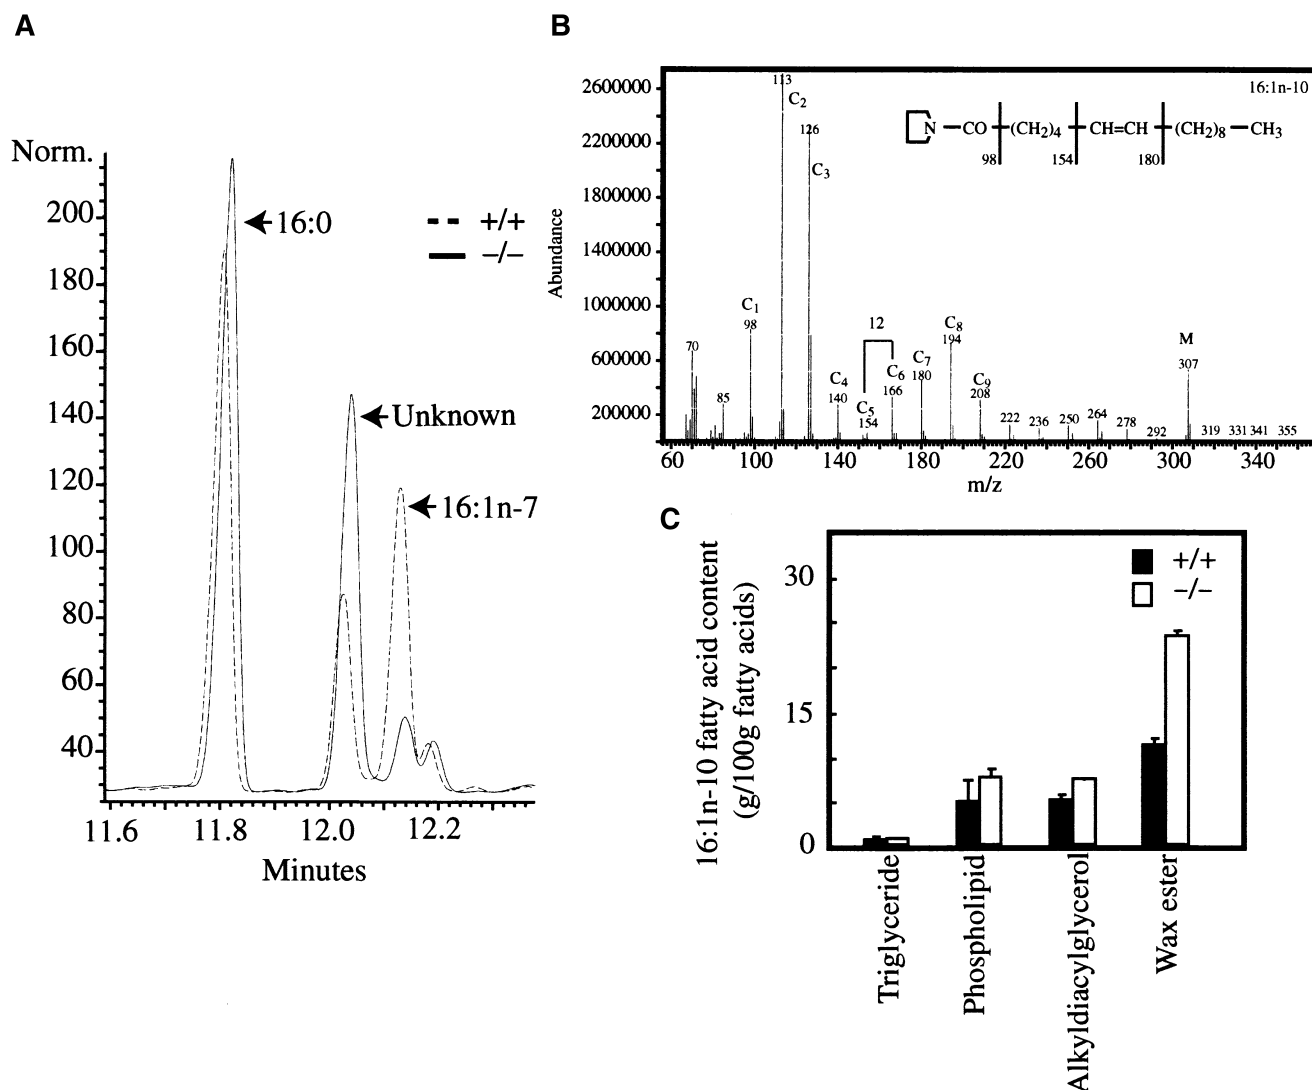 A
Norm.
200
180
160
140
120
100
80
60
40
11.6 11.8 12.0 12.2
Minutes
16:0
+/+
−/−
Unknown
16:1n-7
B
Abundance
2600000
2200000
1800000
1400000
1000000
600000
200000
60 100 140 180 220 260 300 340
m/z
16:1n-10
N — CO (CH2)4 CH=CH (CH2)8 — CH3
98 154 180
113
C2
126
C3
C1
98
70
85
C4
140
12
C5
154
C6
166
C7
180
C8
194
C9
208
222 236 250 264 278 292
M
307
319 331 341 355
C
16:1n-10 fatty acid content
(g/100g fatty acids)
30
15
0
+/+
−/−
Triglyceride
Phospholipid
Alkyldiacylglycerol
Wax ester